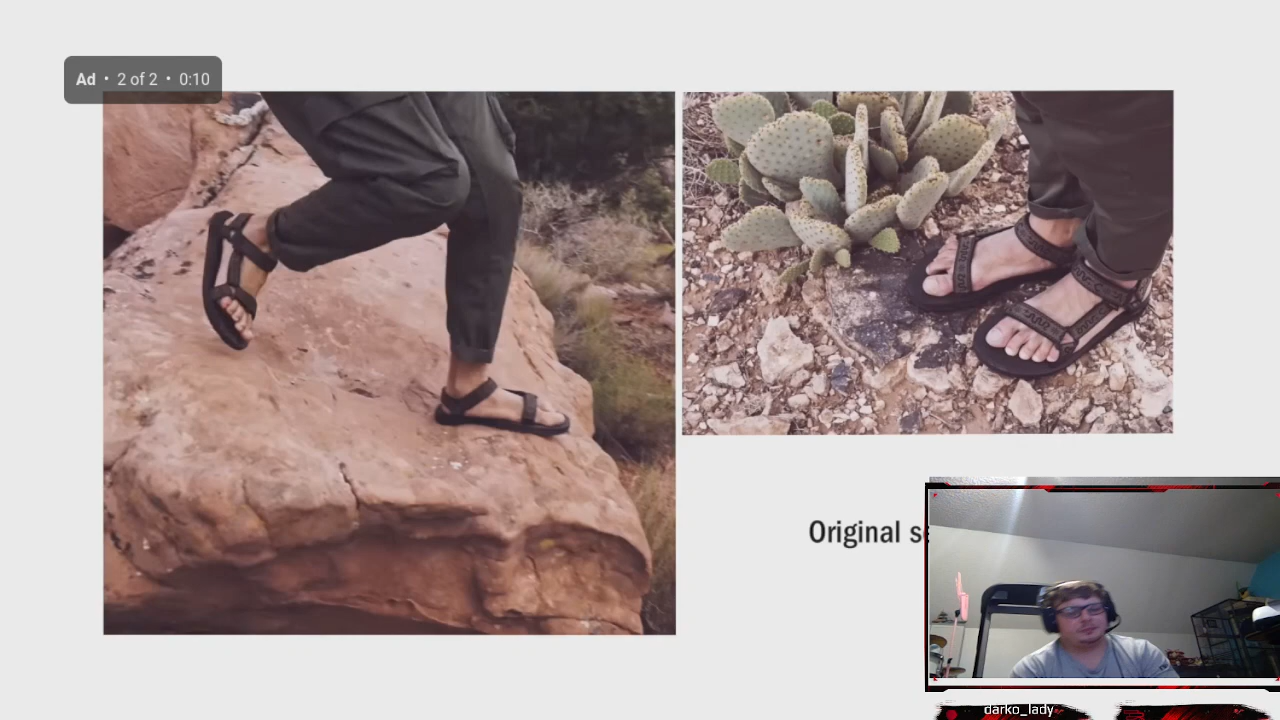 Ad • 2 of 2 • 0:10
Original s
darko_lady